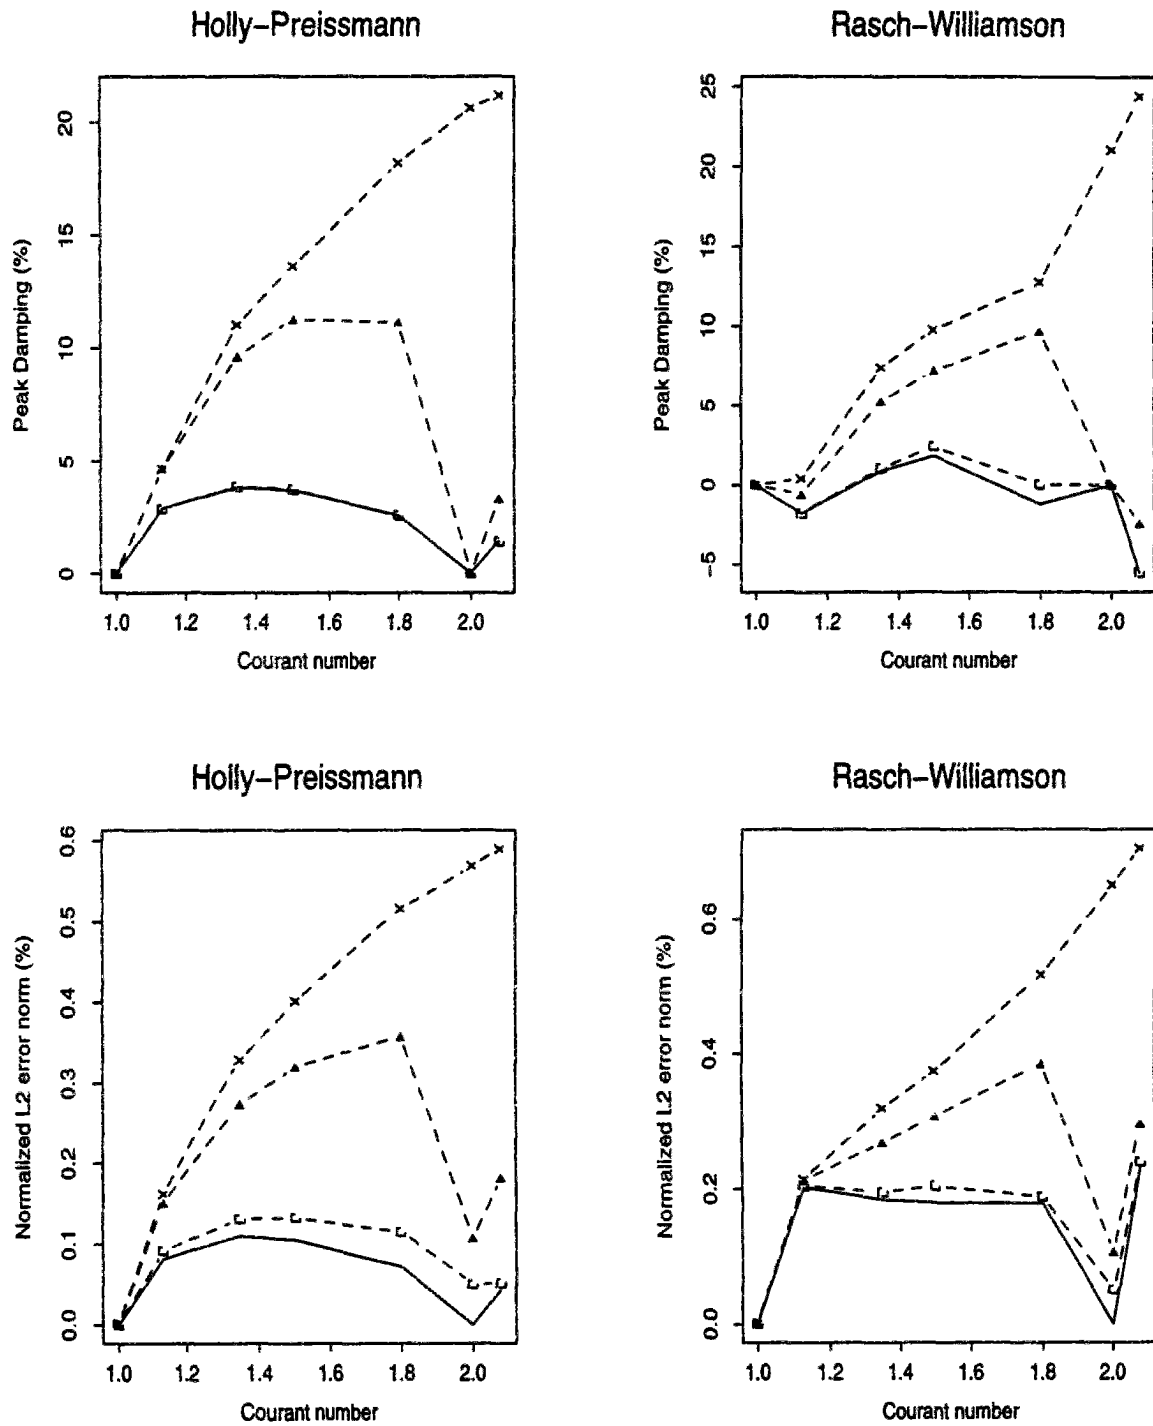 Holly–Preissmann
Peak Damping (%)
20
15
10
5
0
1.0 1.2 1.4 1.6 1.8 2.0
Courant number
Rasch–Williamson
Peak Damping (%)
25
20
15
10
5
0
−5
1.0 1.2 1.4 1.6 1.8 2.0
Courant number
Holly–Preissmann
Normalized L2 error norm (%)
0.6
0.5
0.4
0.3
0.2
0.1
0.0
1.0 1.2 1.4 1.6 1.8 2.0
Courant number
Rasch–Williamson
Normalized L2 error norm (%)
0.6
0.4
0.2
0.0
1.0 1.2 1.4 1.6 1.8 2.0
Courant number